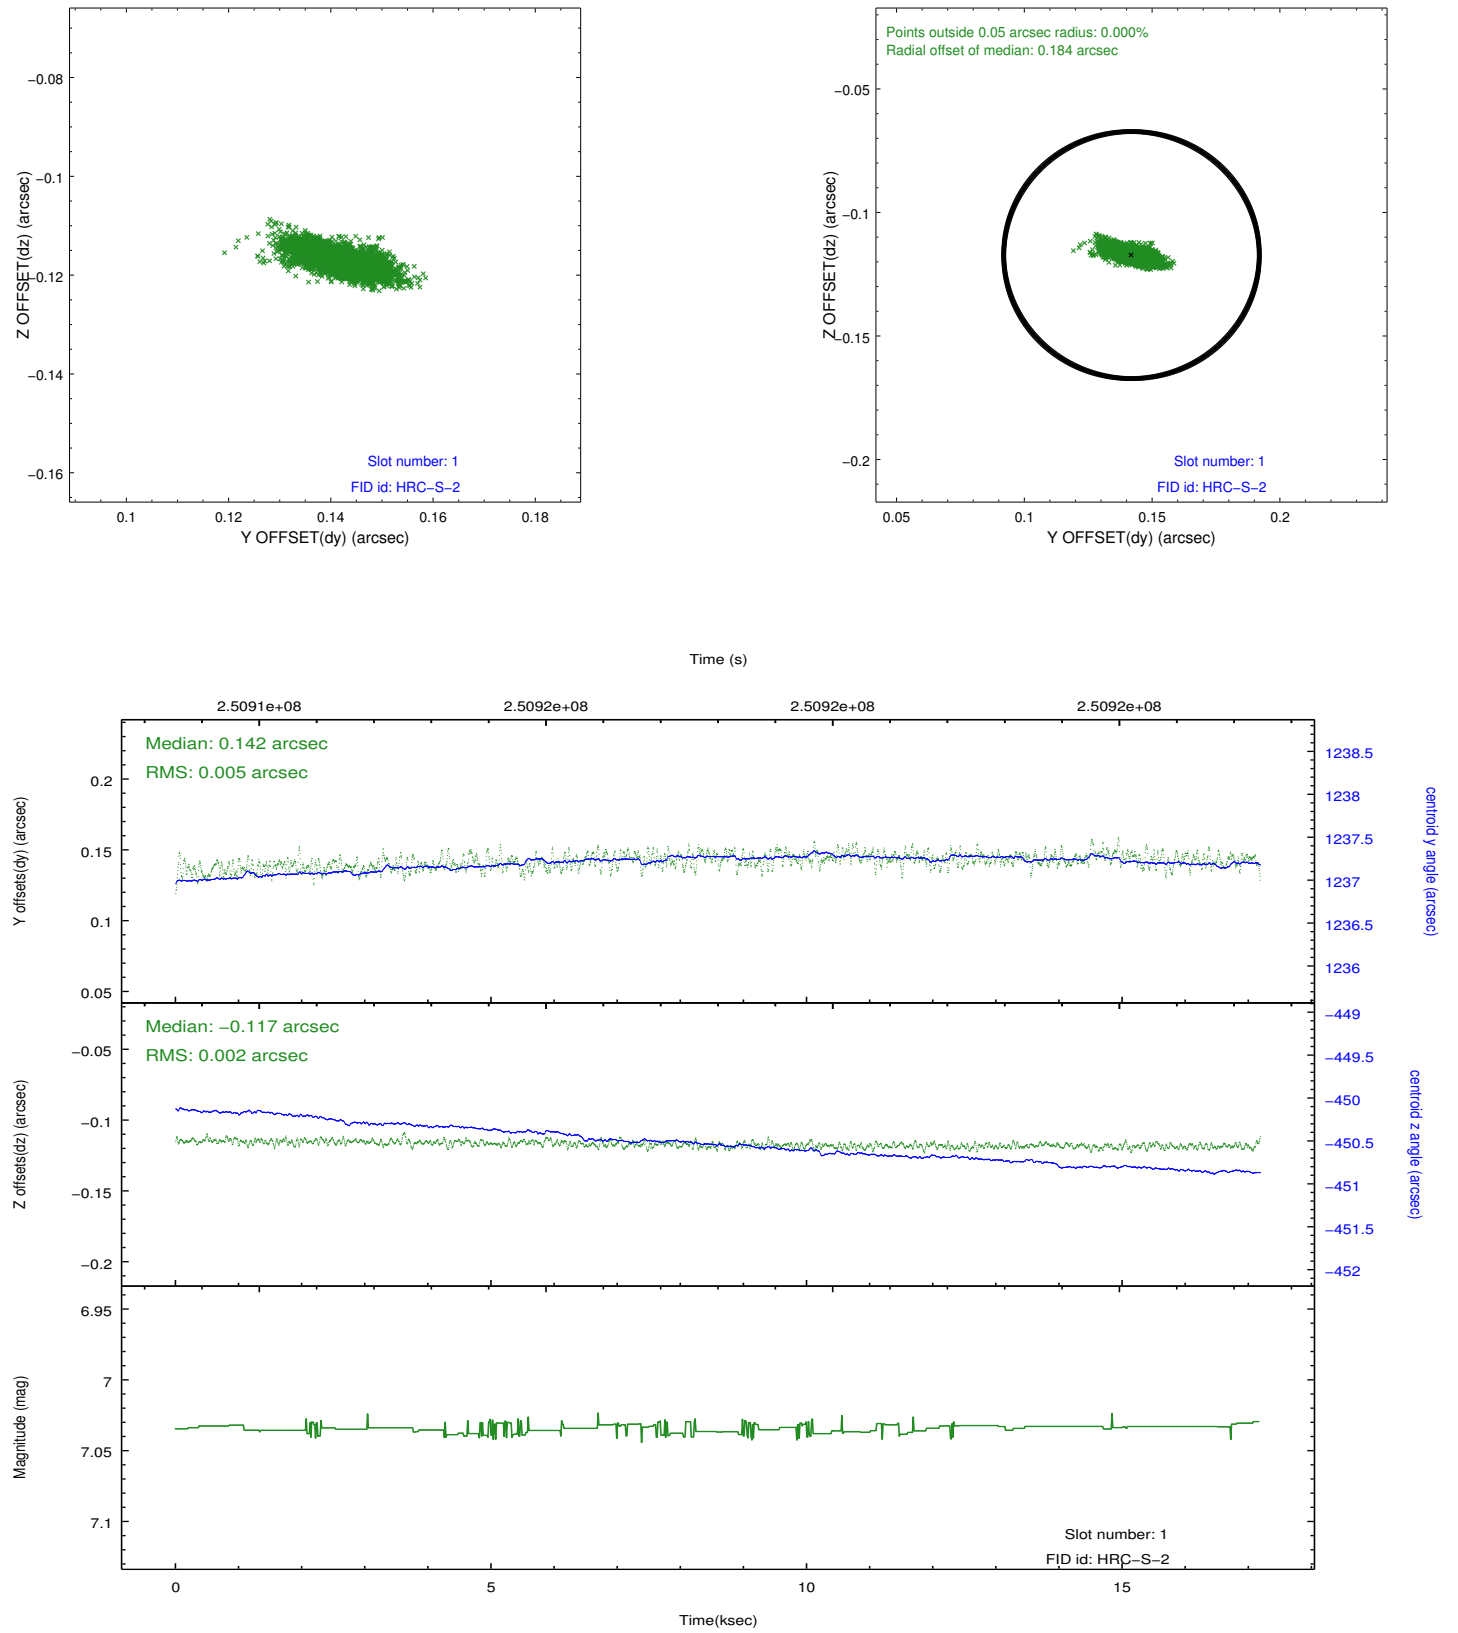 −0.08
−0.1
−0.12
−0.14
−0.16
Z OFFSET(dz) (arcsec)
Slot number: 1
FID id: HRC−S−2
0.1 0.12 0.14 0.16 0.18
Y OFFSET(dy) (arcsec)
Points outside 0.05 arcsec radius: 0.000%
Radial offset of median: 0.184 arcsec
−0.05
−0.1
−0.15
−0.2
Z OFFSET(dz) (arcsec)
Slot number: 1
FID id: HRC−S−2
0.05 0.1 0.15 0.2
Y OFFSET(dy) (arcsec)
Time (s)
2.5091e+08 2.5092e+08 2.5092e+08 2.5092e+08
Median: 0.142 arcsec
RMS: 0.005 arcsec
0.2
0.15
0.1
0.05
Y offsets(dy) (arcsec)
1238.5
1238
1237.5
1237
1236.5
1236
centroid y angle (arcsec)
Median: −0.117 arcsec
RMS: 0.002 arcsec
−0.05
−0.1
−0.15
−0.2
Z offsets(dz) (arcsec)
−449
−449.5
−450
−450.5
−451
−451.5
−452
centroid z angle (arcsec)
6.95
7
7.05
7.1
Magnitude (mag)
Slot number: 1
FID id: HRC−S−2
0 5 10 15
Time(ksec)